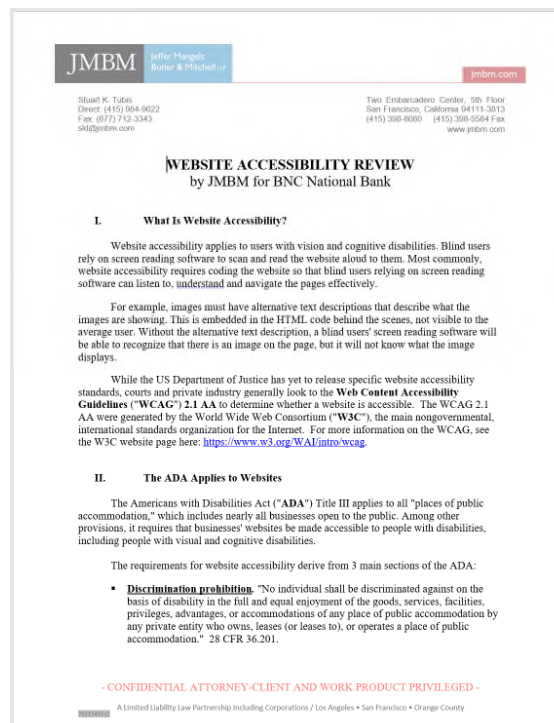 JMBM
Jeffer Mangels
Butler & Mitchell LLP
jmbm.com
Stuart K. Tubis
Direct: (415) 984-9622
Fax: (877) 712-3343
skt@jmbm.com
Two Embarcadero Center, 5th Floor
San Francisco, California 94111-3813
(415) 398-8080 (415) 398-5584 Fax
www.jmbm.com
WEBSITE ACCESSIBILITY REVIEW
by JMBM for BNC National Bank
I. What Is Website Accessibility?
Website accessibility applies to users with vision and cognitive disabilities. Blind users
rely on screen reading software to scan and read the website aloud to them. Most commonly,
website accessibility requires coding the website so that blind users relying on screen reading
software can listen to, understand and navigate the pages effectively.
For example, images must have alternative text descriptions that describe what the
images are showing. This is embedded in the HTML code behind the scenes, not visible to the
average user. Without the alternative text description, a blind users' screen reading software will
be able to recognize that there is an image on the page, but it will not know what the image
displays.
While the US Department of Justice has yet to release specific website accessibility
standards, courts and private industry generally look to the Web Content Accessibility
Guidelines ("WCAG") 2.1 AA to determine whether a website is accessible. The WCAG 2.1
AA were generated by the World Wide Web Consortium ("W3C"), the main nongovernmental,
international standards organization for the Internet. For more information on the WCAG, see
the W3C website page here: https://www.w3.org/WAI/intro/wcag.
II. The ADA Applies to Websites
The Americans with Disabilities Act ("ADA") Title III applies to all "places of public
accommodation," which includes nearly all businesses open to the public. Among other
provisions, it requires that businesses' websites be made accessible to people with disabilities,
including people with visual and cognitive disabilities.
The requirements for website accessibility derive from 3 main sections of the ADA:
▪ Discrimination prohibition. "No individual shall be discriminated against on the
basis of disability in the full and equal enjoyment of the goods, services, facilities,
privileges, advantages, or accommodations of any place of public accommodation by
any private entity who owns, leases (or leases to), or operates a place of public
accommodation." 28 CFR 36.201.
- CONFIDENTIAL ATTORNEY-CLIENT AND WORK PRODUCT PRIVILEGED -
A Limited Liability Law Partnership Including Corporations / Los Angeles • San Francisco • Orange County